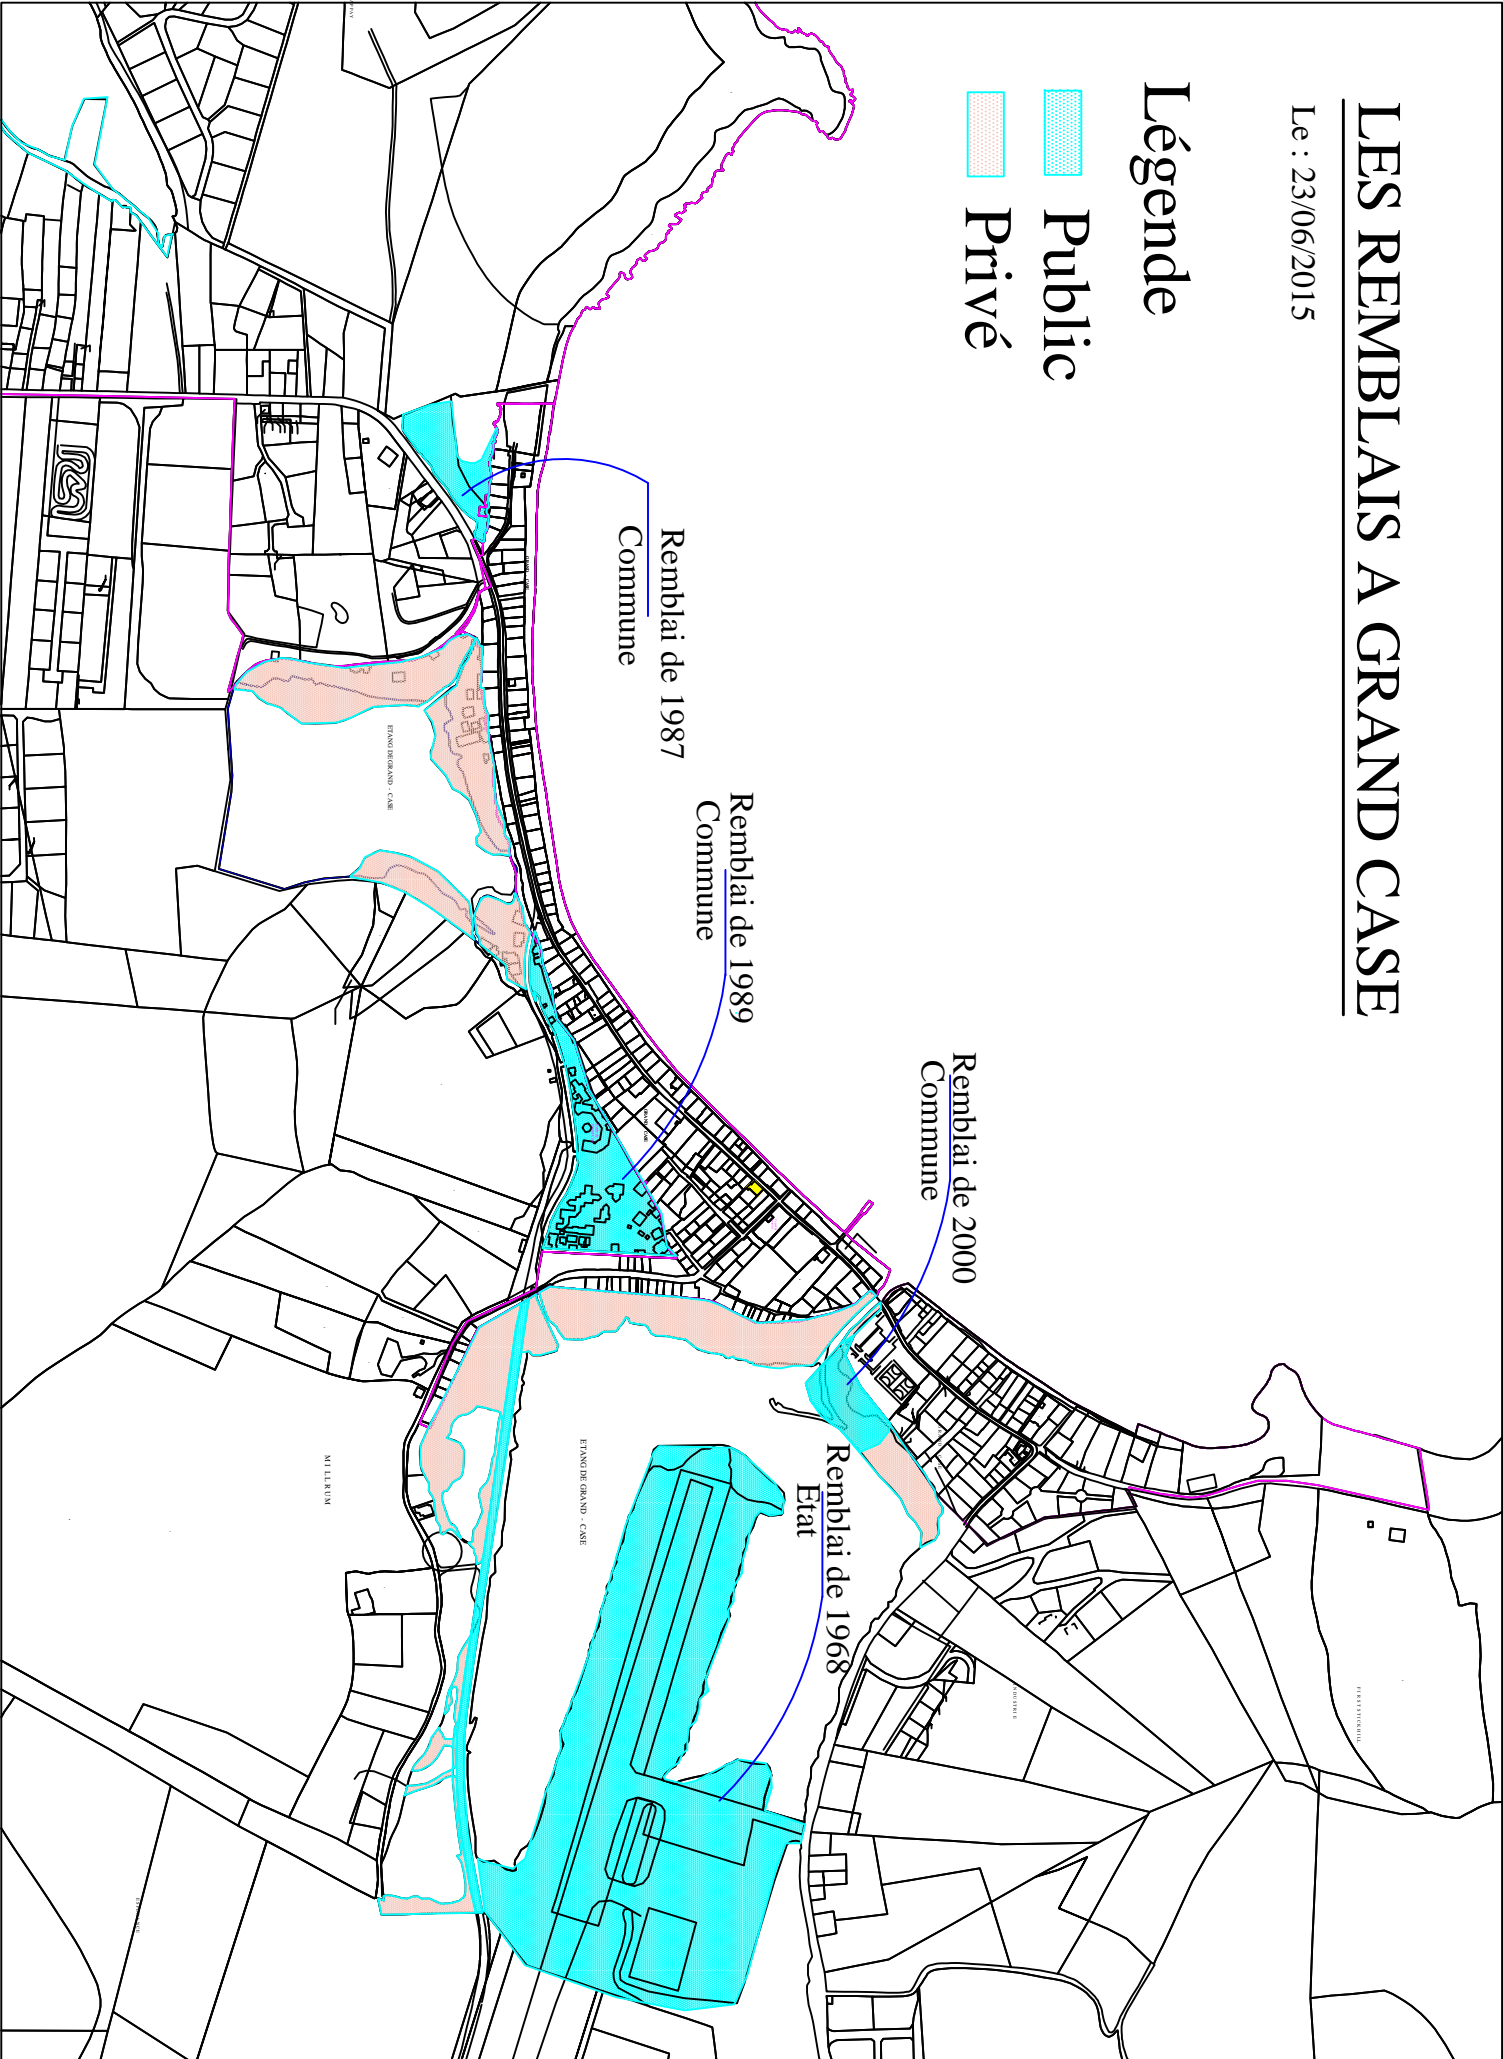 LES REMBLAIS A GRAND CASE
Le : 23/06/2015
Légende
Public
Privé
Remblai de 1987
Commune
Remblai de 1989
Commune
Remblai de 2000
Commune
Remblai de 1968
Etat
ETANG DE GRAND - CASE
ETANG DE GRAND - CASE
MILLRUM